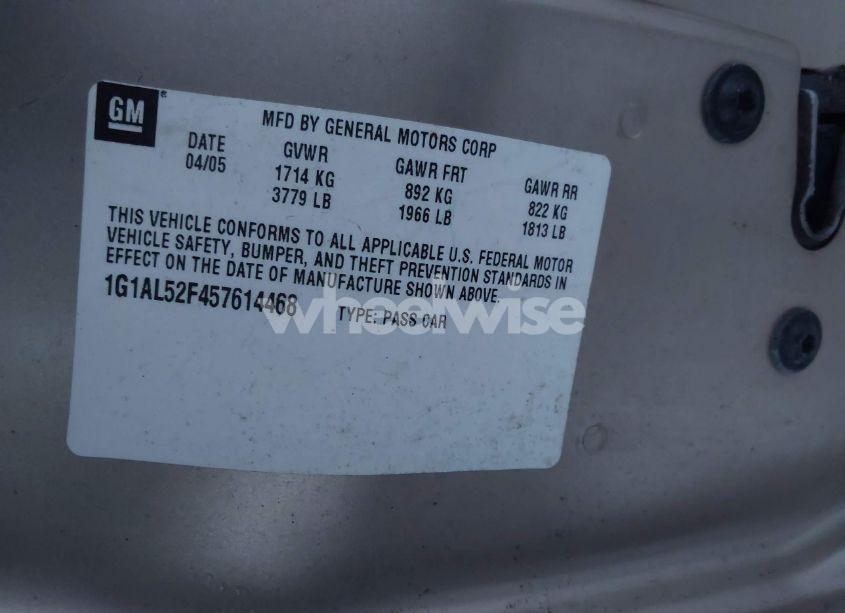 GM
MFD BY GENERAL MOTORS CORP
DATE GVWR GAWR FRT GAWR RR
04/05 1714 KG 892 KG 822 KG
3779 LB 1966 LB 1813 LB
THIS VEHICLE CONFORMS TO ALL APPLICABLE U.S. FEDERAL MOTOR
VEHICLE SAFETY, BUMPER, AND THEFT PREVENTION STANDARDS IN
EFFECT ON THE DATE OF MANUFACTURE SHOWN ABOVE.
1G1AL52F457614468 TYPE: PASS CAR
wheelwise